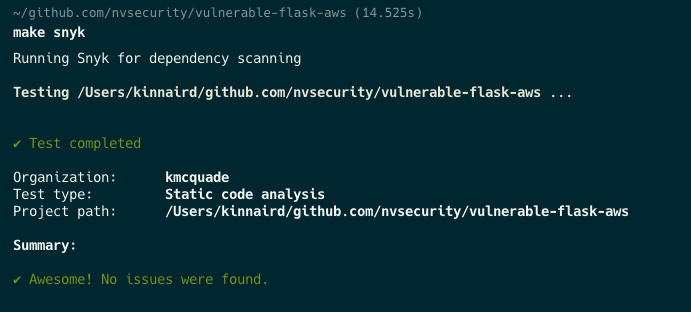 ~/github.com/nvsecurity/vulnerable-flask-aws (14.525s)
make snyk
Running Snyk for dependency scanning
Testing /Users/kinnaird/github.com/nvsecurity/vulnerable-flask-aws ...
✔ Test completed
Organization:      kmcquade
Test type:         Static code analysis
Project path:      /Users/kinnaird/github.com/nvsecurity/vulnerable-flask-aws
Summary:
✔ Awesome! No issues were found.